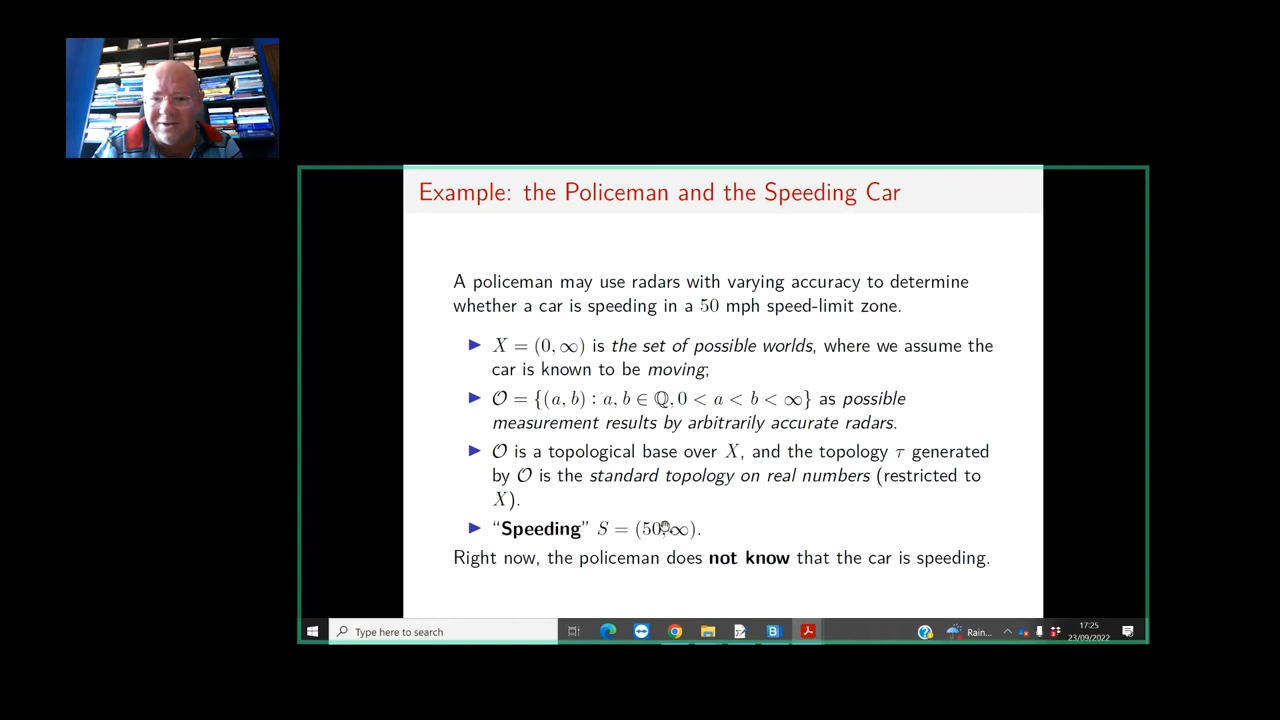 Example: the Policeman and the Speeding Car
A policeman may use radars with varying accuracy to determine
whether a car is speeding in a 50 mph speed-limit zone.
▶ X = (0, ∞) is the set of possible worlds, where we assume the
car is known to be moving;
▶ 𝒪 = {(a, b) : a, b ∈ ℚ, 0 < a < b < ∞} as possible
measurement results by arbitrarily accurate radars.
▶ 𝒪 is a topological base over X, and the topology τ generated
by 𝒪 is the standard topology on real numbers (restricted to
X).
▶ “Speeding” S = (50, ∞).
Right now, the policeman does not know that the car is speeding.
Type here to search
Rain...
17:25
23/09/2022